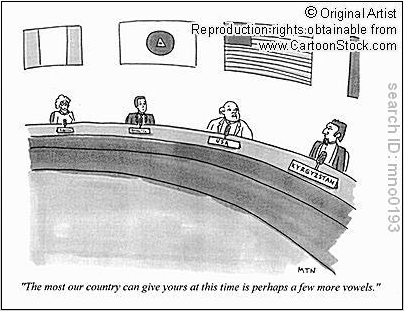 © Original Artist
Reproduction rights obtainable from
www.CartoonStock.com
search ID: mno0193
USA
KYRGYZSTAN
MTN
"The most our country can give yours at this time is perhaps a few more vowels."